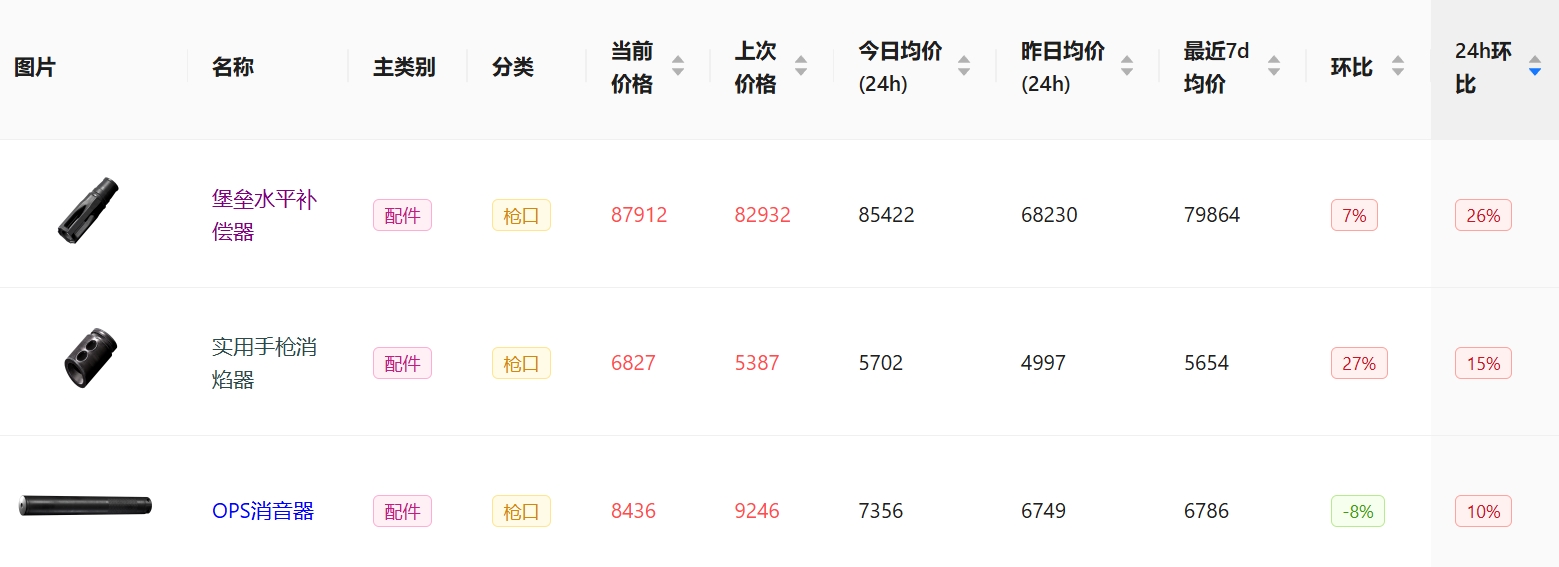 图片 名称 主类别 分类 当前价格 上次价格 今日均价(24h) 昨日均价(24h) 最近7d均价 环比 24h环比
堡垒水平补偿器 配件 枪口 87912 82932 85422 68230 79864 7% 26%
实用手枪消焰器 配件 枪口 6827 5387 5702 4997 5654 27% 15%
OPS消音器 配件 枪口 8436 9246 7356 6749 6786 -8% 10%